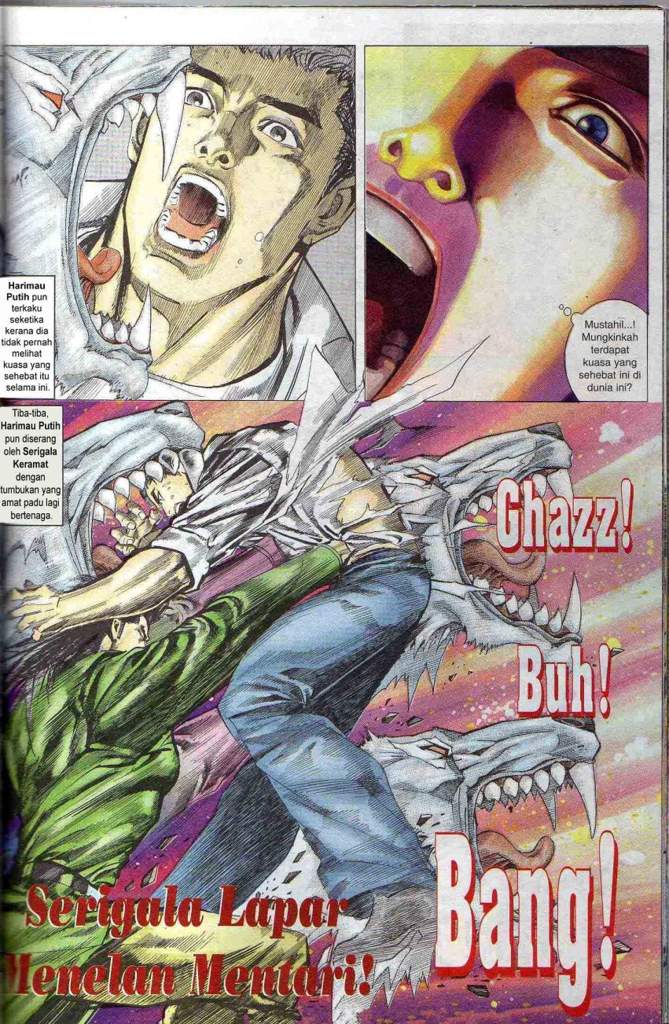 Harimau
Putih pun
terkaku
seketika
kerana dia
tidak pernah
melihat
kuasa yang
sehebat itu
selama ini.
Mustahil...!
Mungkinkah
terdapat
kuasa yang
sehebat ini di
dunia ini?
Tiba-tiba,
Harimau Putih
pun diserang
oleh Serigala
Keramat
dengan
tumbukan yang
amat padu lagi
bertenaga.
Ghazz!
Buh!
Bang!
Serigala Lapar
Menelan Mentari!